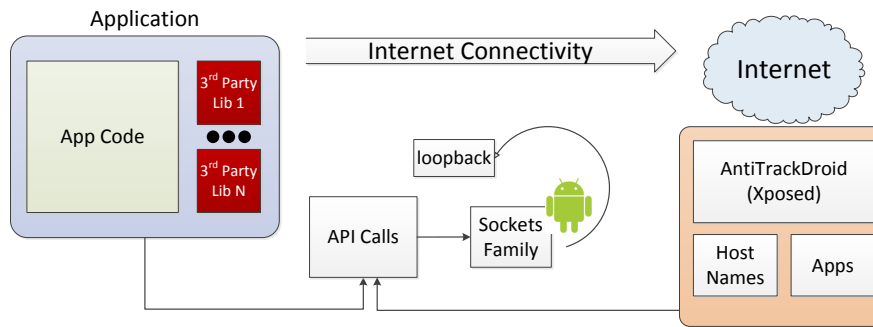 Application
Internet Connectivity
Internet
App Code
3rd Party
Lib 1
3rd Party
Lib N
loopback
API Calls
Sockets
Family
AntiTrackDroid
(Xposed)
Host
Names
Apps